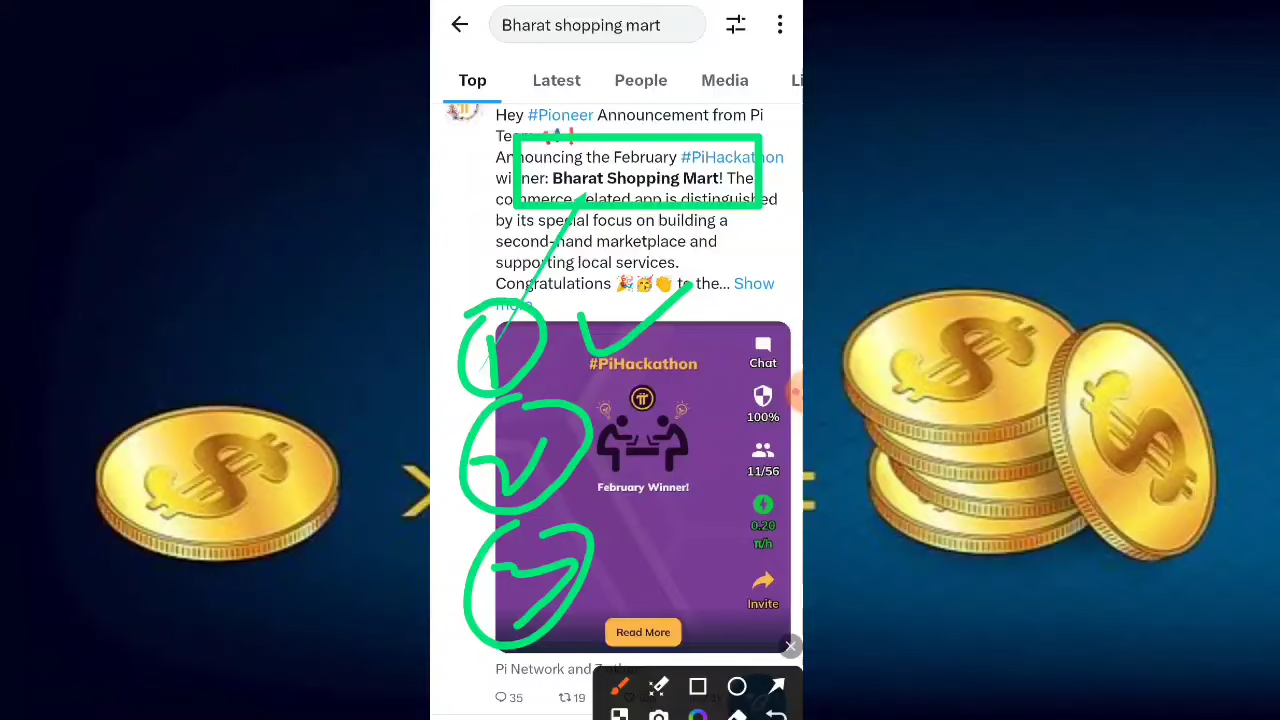 Bharat shopping mart
Top Latest People Media Li
Hey #Pioneer Announcement from Pi
Team
Announcing the February #PiHackathon
winner: Bharat Shopping Mart! The
commerce-related app is distinguished
by its special focus on building a
second-hand marketplace and
supporting local services.
Congratulations 🎉🥳👏 to the... Show
more
#PiHackathon
February Winner!
Chat
100%
11/56
0.20
π/h
Invite
Read More
Pi Network and
35 19